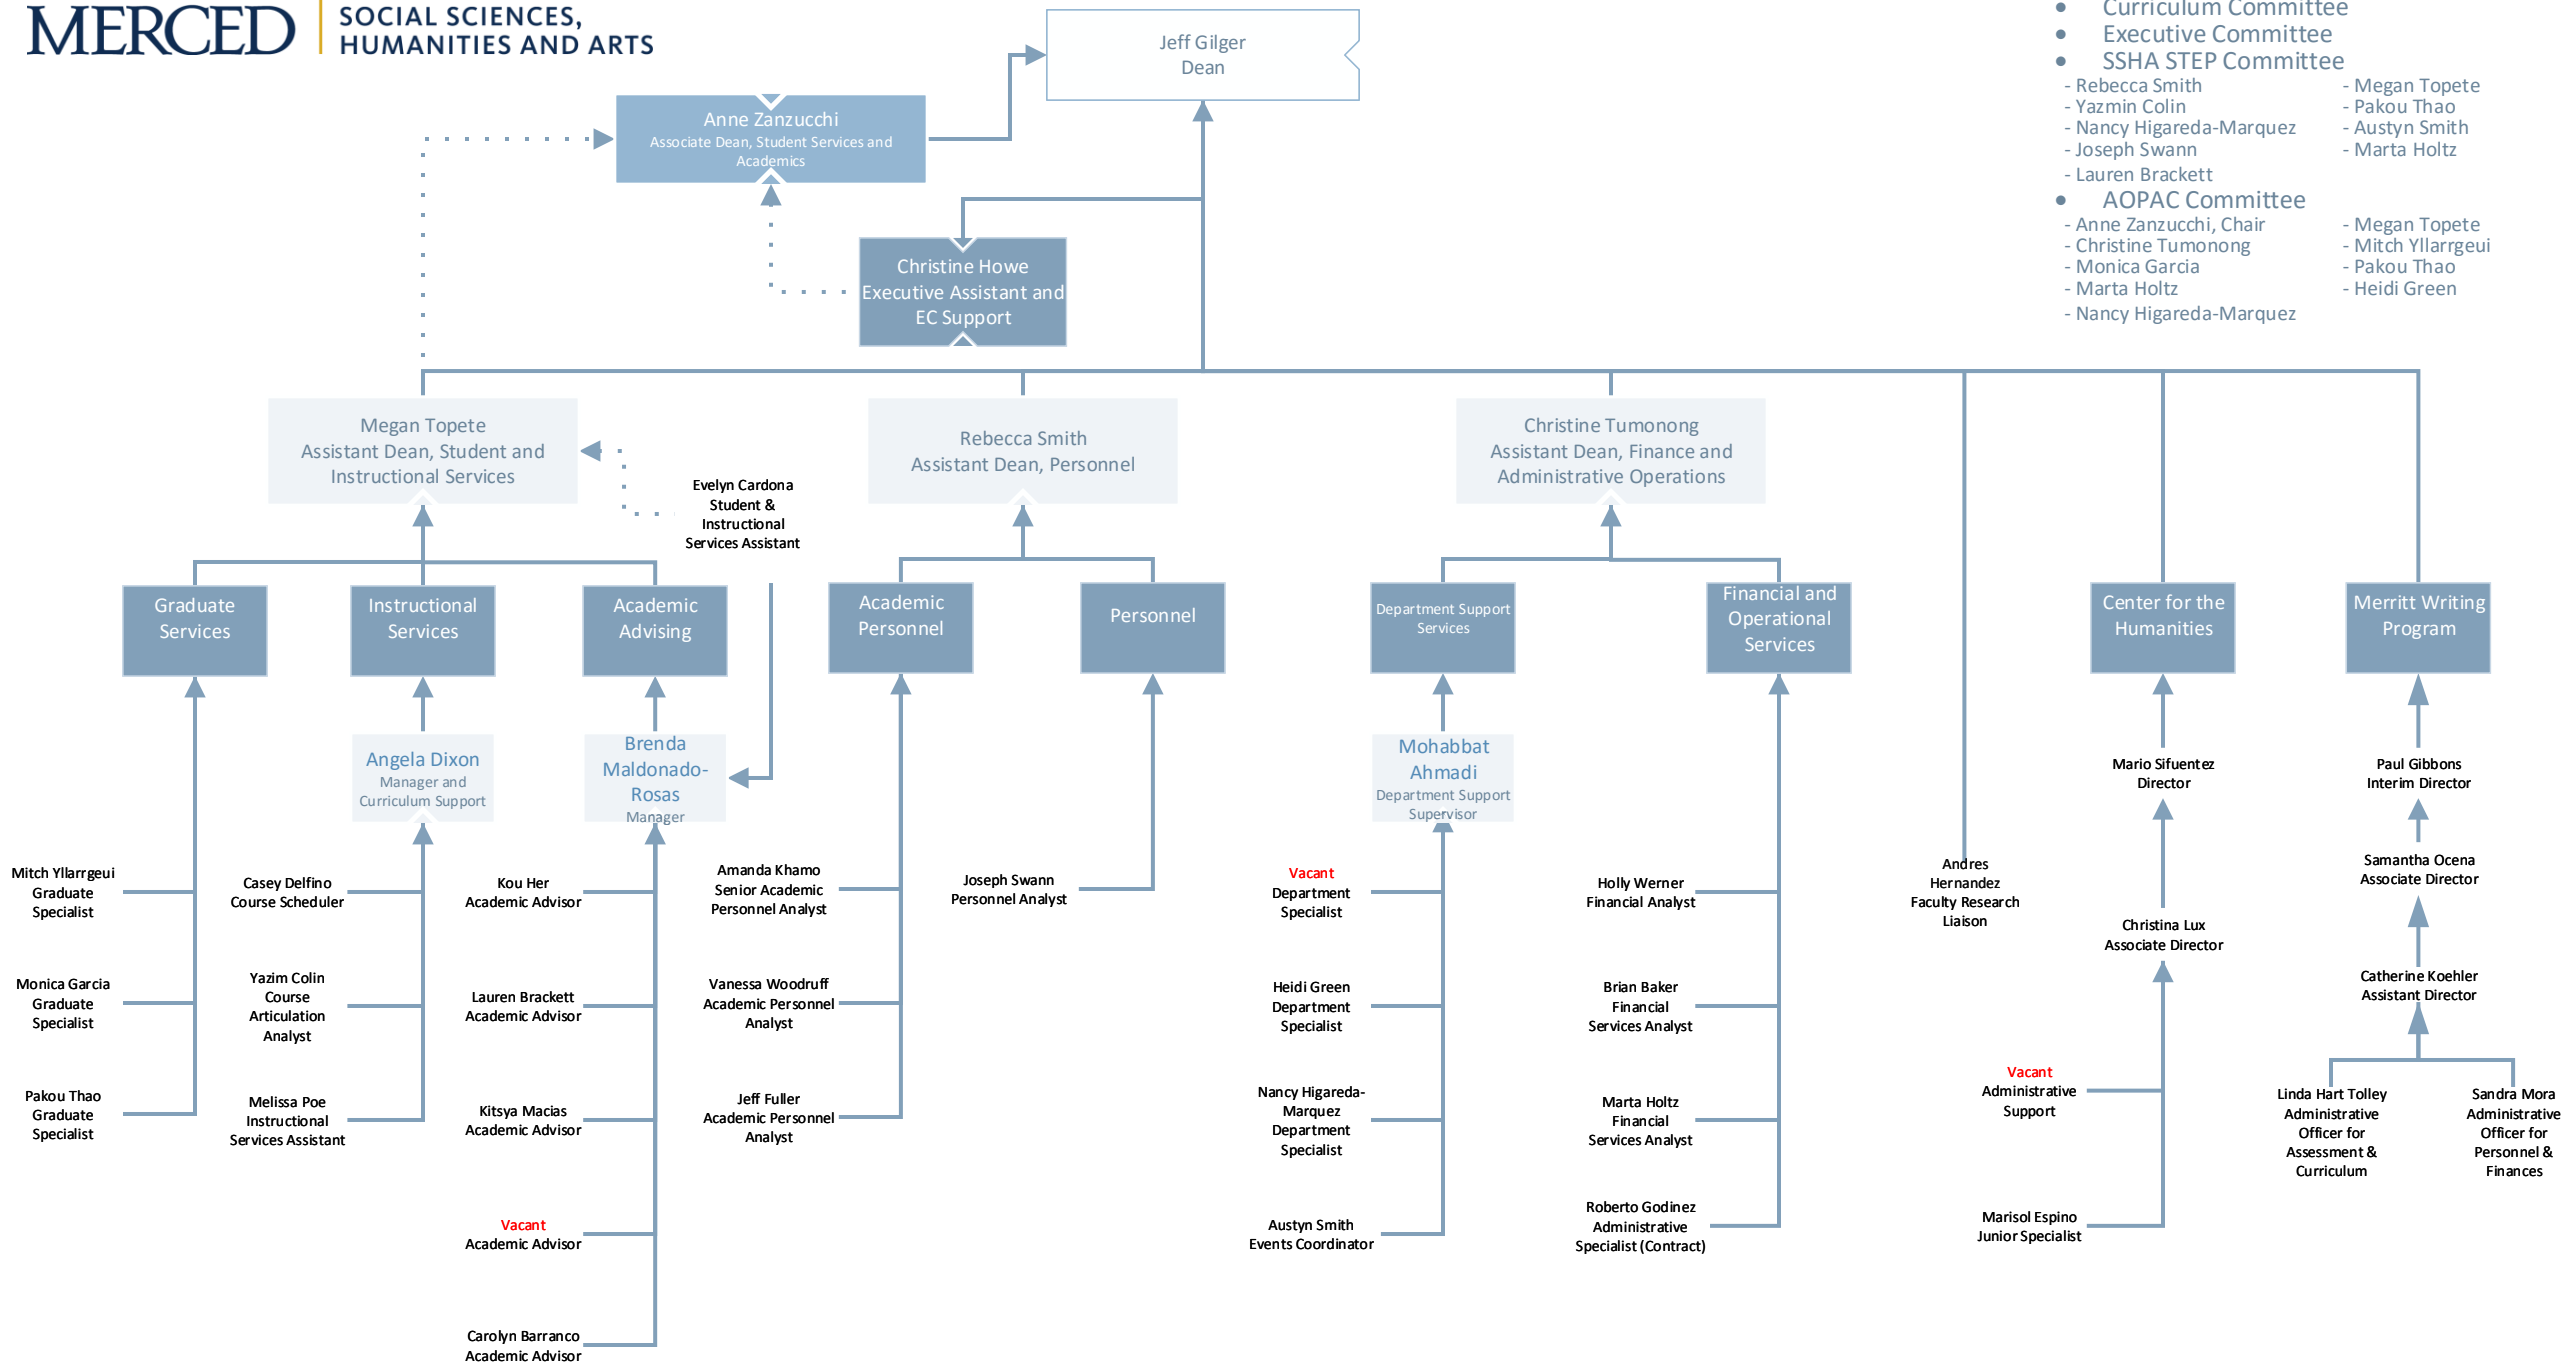 MERCED
SOCIAL SCIENCES,
HUMANITIES AND ARTS
Jeff Gilger
Dean
Curriculum Committee
Executive Committee
SSHA STEP Committee
- Rebecca Smith
- Yazmin Colin
- Nancy Higareda-Marquez
- Joseph Swann
- Lauren Brackett
- Megan Topete
- Pakou Thao
- Austyn Smith
- Marta Holtz
AOPAC Committee
- Anne Zanzucchi, Chair
- Christine Tumonong
- Monica Garcia
- Marta Holtz
- Nancy Higareda-Marquez
- Megan Topete
- Mitch Yllarrgeui
- Pakou Thao
- Heidi Green
Anne Zanzucchi
Associate Dean, Student Services and
Academics
Christine Howe
Executive Assistant and
EC Support
Megan Topete
Assistant Dean, Student and
Instructional Services
Rebecca Smith
Assistant Dean, Personnel
Christine Tumonong
Assistant Dean, Finance and
Administrative Operations
Evelyn Cardona
Student &
Instructional
Services Assistant
Graduate
Services
Instructional
Services
Academic
Advising
Academic
Personnel
Personnel
Department Support
Services
Financial and
Operational
Services
Center for the
Humanities
Merritt Writing
Program
Angela Dixon
Manager and
Curriculum Support
Brenda
Maldonado-
Rosas
Manager
Mohabbat
Ahmadi
Department Support
Supervisor
Mario Sifuentez
Director
Paul Gibbons
Interim Director
Mitch Yllarrgeui
Graduate
Specialist
Casey Delfino
Course Scheduler
Kou Her
Academic Advisor
Amanda Khamo
Senior Academic
Personnel Analyst
Joseph Swann
Personnel Analyst
Vacant
Department
Specialist
Holly Werner
Financial Analyst
Andres
Hernandez
Faculty Research
Liaison
Christina Lux
Associate Director
Samantha Ocena
Associate Director
Monica Garcia
Graduate
Specialist
Yazim Colin
Course
Articulation
Analyst
Lauren Brackett
Academic Advisor
Vanessa Woodruff
Academic Personnel
Analyst
Heidi Green
Department
Specialist
Brian Baker
Financial
Services Analyst
Catherine Koehler
Assistant Director
Pakou Thao
Graduate
Specialist
Melissa Poe
Instructional
Services Assistant
Kitsya Macias
Academic Advisor
Jeff Fuller
Academic Personnel
Analyst
Nancy Higareda-
Marquez
Department
Specialist
Marta Holtz
Financial
Services Analyst
Vacant
Administrative
Support
Linda Hart Tolley
Administrative
Officer for
Assessment &
Curriculum
Sandra Mora
Administrative
Officer for
Personnel &
Finances
Vacant
Academic Advisor
Austyn Smith
Events Coordinator
Roberto Godinez
Administrative
Specialist (Contract)
Marisol Espino
Junior Specialist
Carolyn Barranco
Academic Advisor